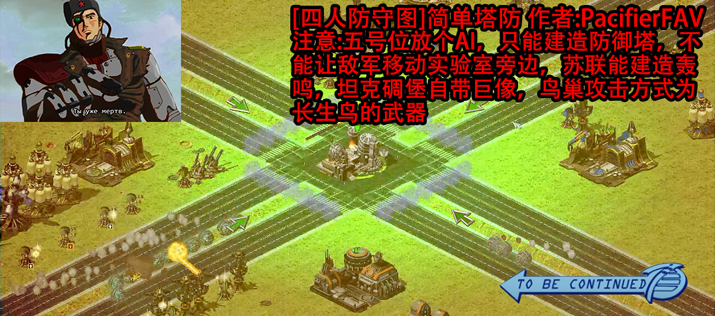 [四人防守图]简单塔防 作者:PacifierFAV
注意:五号位放个AI，只能建造防御塔，不
能让敌军移动实验室旁边，苏联能建造轰
鸣，坦克碉堡自带巨像，鸟巢攻击方式为
长生鸟的武器
Ты уже мертв.
TO BE CONTINUED